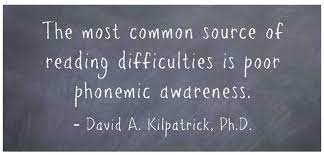 The most common source of
reading difficulties is poor
phonemic awareness.
- David A. Kilpatrick, Ph.D.